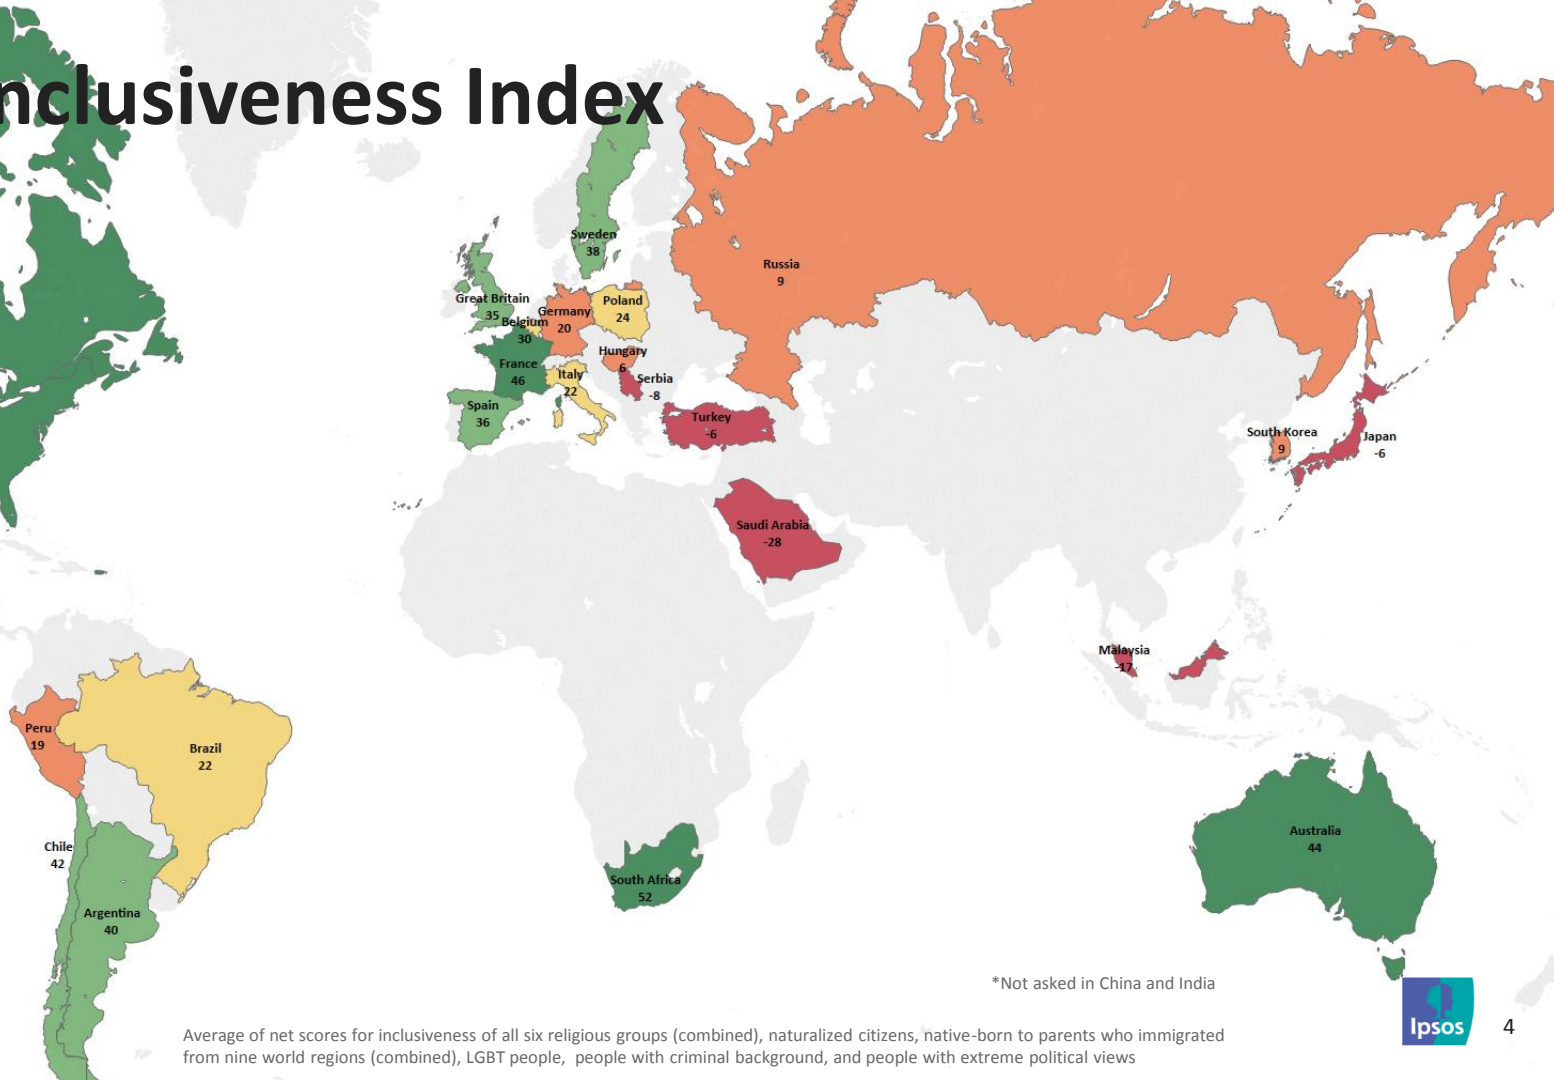 nclusiveness Index
Sweden
38
Russia
9
Great Britain
35
Germany
20
Poland
24
Belgium
30
Hungary
6
France
46
Italy
22
Serbia
-8
Spain
36
Turkey
-6
South Korea
9
Japan
-6
Saudi Arabia
-28
Malaysia
-17
Peru
19
Brazil
22
Chile
42
Argentina
40
South Africa
52
Australia
44
*Not asked in China and India
Average of net scores for inclusiveness of all six religious groups (combined), naturalized citizens, native-born to parents who immigrated
from nine world regions (combined), LGBT people,  people with criminal background, and people with extreme political views
Ipsos
4